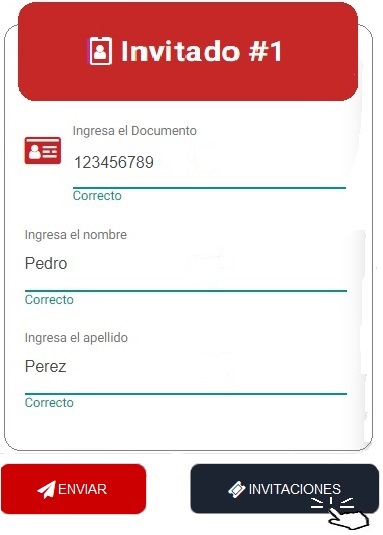 Invitado #1
Ingresa el Documento
123456789
Correcto
Ingresa el nombre
Pedro
Correcto
Ingresa el apellido
Perez
Correcto
ENVIAR
INVITACIONES